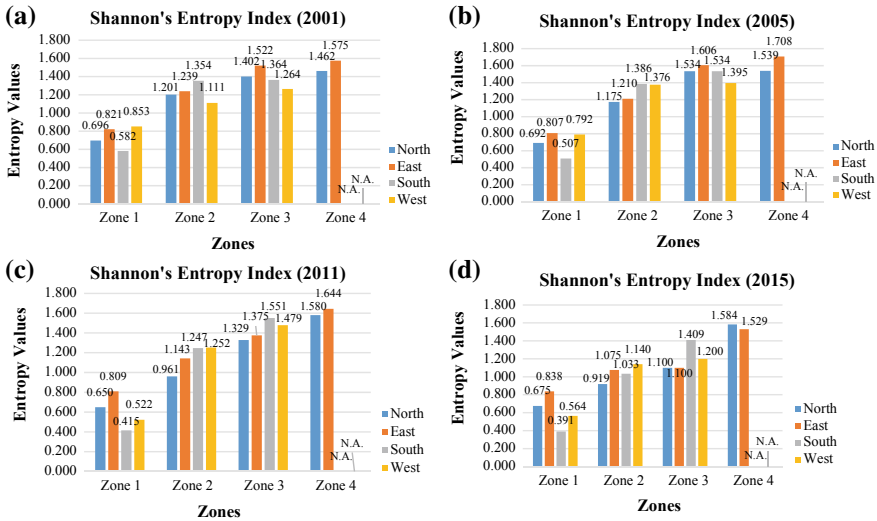 (a)
Shannon's Entropy Index (2001)
Entropy Values
1.800
1.600
1.400
1.200
1.000
0.800
0.600
0.400
0.200
0.000
0.696
0.821
0.582
0.853
1.201
1.239
1.354
1.111
1.402
1.522
1.364
1.264
1.462
1.575
N.A.
N.A.
Zone 1 Zone 2 Zone 3 Zone 4
Zones
North
East
South
West
(b)
Shannon's Entropy Index (2005)
Entropy Values
1.800
1.600
1.400
1.200
1.000
0.800
0.600
0.400
0.200
0.000
0.692
0.807
0.507
0.792
1.175
1.210
1.386
1.376
1.534
1.606
1.534
1.395
1.539
1.708
N.A.
N.A.
Zone 1 Zone 2 Zone 3 Zone 4
Zones
North
East
South
West
(c)
Shannon's Entropy Index (2011)
Entropy Values
1.800
1.600
1.400
1.200
1.000
0.800
0.600
0.400
0.200
0.000
0.650
0.809
0.415
0.522
0.961
1.143
1.247
1.252
1.329
1.375
1.551
1.479
1.580
1.644
N.A.
N.A.
Zone 1 Zone 2 Zone 3 Zone 4
Zones
North
East
South
West
(d)
Shannon's Entropy Index (2015)
Entropy Values
1.800
1.600
1.400
1.200
1.000
0.800
0.600
0.400
0.200
0.000
0.675
0.838
0.391
0.564
0.919
1.075
1.033
1.140
1.100
1.100
1.409
1.200
1.584
1.529
N.A.
N.A.
Zone 1 Zone 2 Zone 3 Zone 4
Zones
North
East
South
West